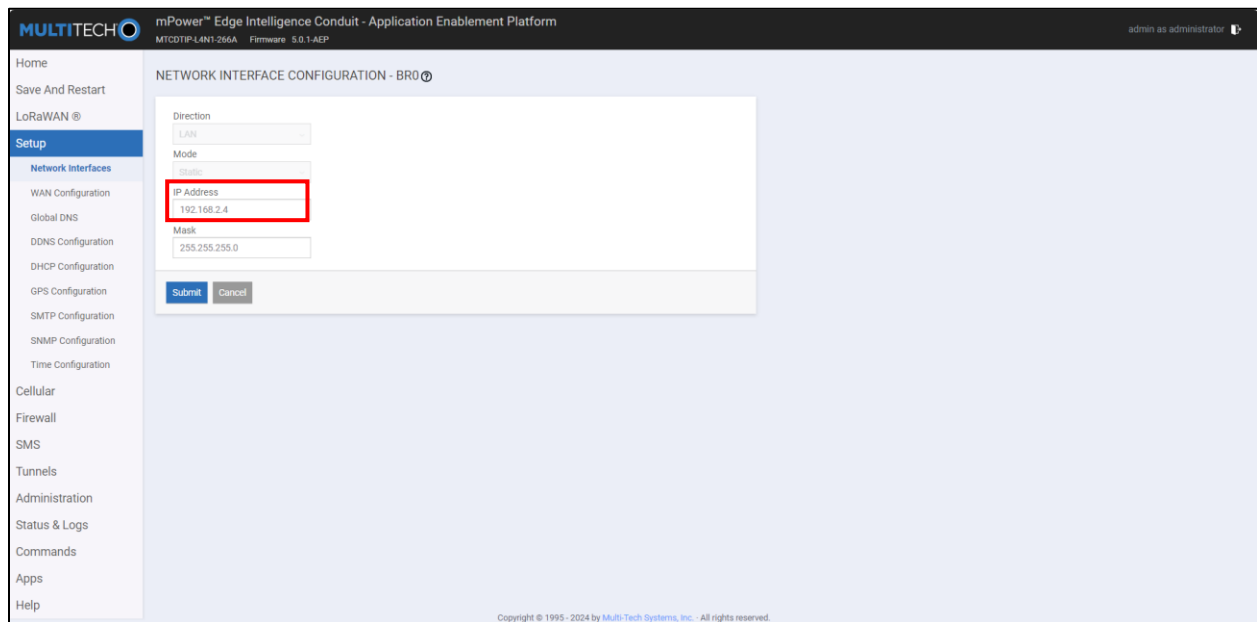 MULTITECH
mPower™ Edge Intelligence Conduit - Application Enablement Platform
MTCDTIP-L4N1-266A Firmware 5.0.1-AEP
admin as administrator
Home
Save And Restart
LoRaWAN ®
Setup
Network Interfaces
WAN Configuration
Global DNS
DDNS Configuration
DHCP Configuration
GPS Configuration
SMTP Configuration
SNMP Configuration
Time Configuration
Cellular
Firewall
SMS
Tunnels
Administration
Status & Logs
Commands
Apps
Help
NETWORK INTERFACE CONFIGURATION - BR0
Direction
LAN
Mode
Static
IP Address
192.168.2.4
Mask
255.255.255.0
Submit Cancel
Copyright © 1995 - 2024 by Multi-Tech Systems, Inc. - All rights reserved.